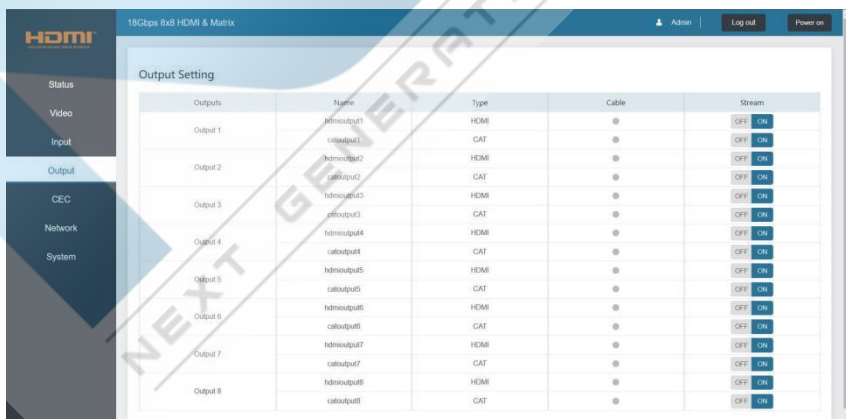 18Gbps 8x8 HDMI & Matrix
Admin
Log out
Power on
HDMI
Status
Video
Input
Output
CEC
Network
System
Output Setting
Outputs Name Type Cable Stream
Output 1
hdmioutput1 HDMI OFF ON
catoutput1 CAT OFF ON
Output 2
hdmioutput2 HDMI OFF ON
catoutput2 CAT OFF ON
Output 3
hdmioutput3 HDMI OFF ON
catoutput3 CAT OFF ON
Output 4
hdmioutput4 HDMI OFF ON
catoutput4 CAT OFF ON
Output 5
hdmioutput5 HDMI OFF ON
catoutput5 CAT OFF ON
Output 6
hdmioutput6 HDMI OFF ON
catoutput6 CAT OFF ON
Output 7
hdmioutput7 HDMI OFF ON
catoutput7 CAT OFF ON
Output 8
hdmioutput8 HDMI OFF ON
catoutput8 CAT OFF ON
NEXT GENERATI